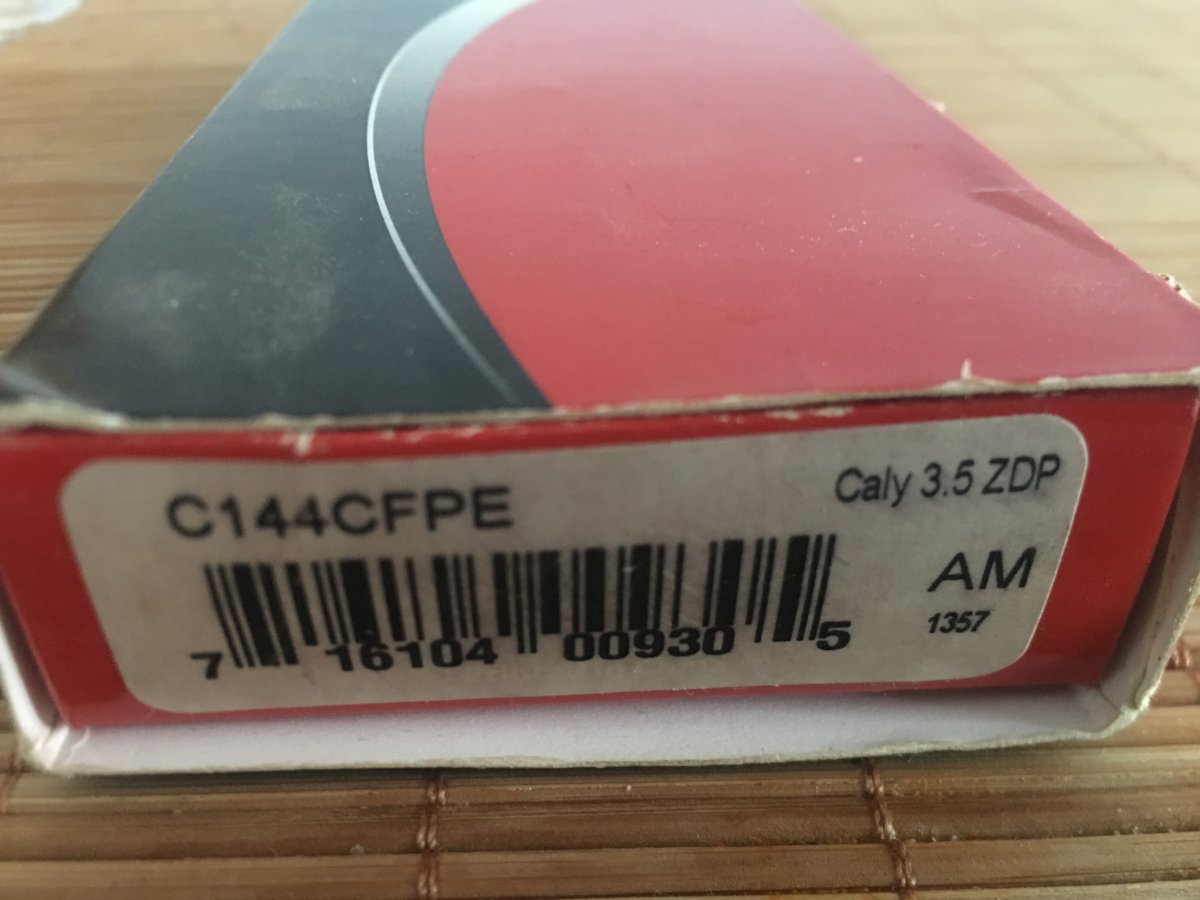 C144CFPE
Caly 3.5 ZDP
AM
1357
7 16104 00930 5